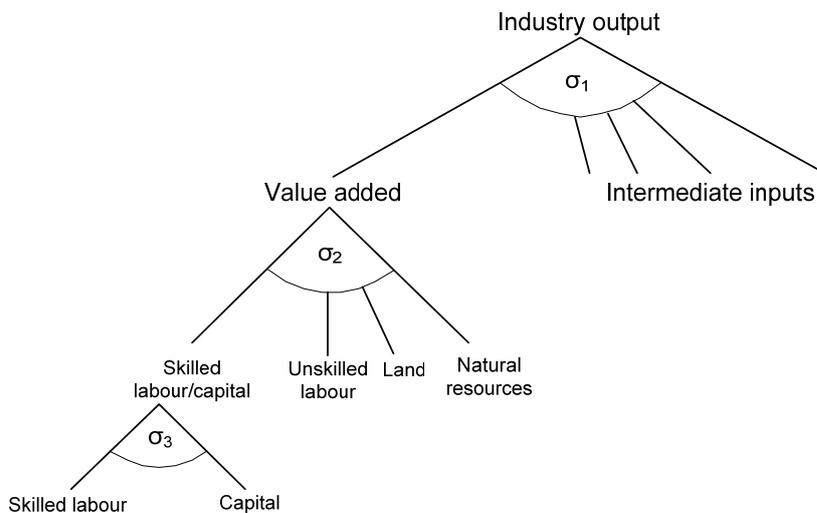 Industry output
σ1
Value added
Intermediate inputs
σ2
Skilled
labour/capital
Unskilled
labour
Land
Natural
resources
σ3
Skilled labour
Capital